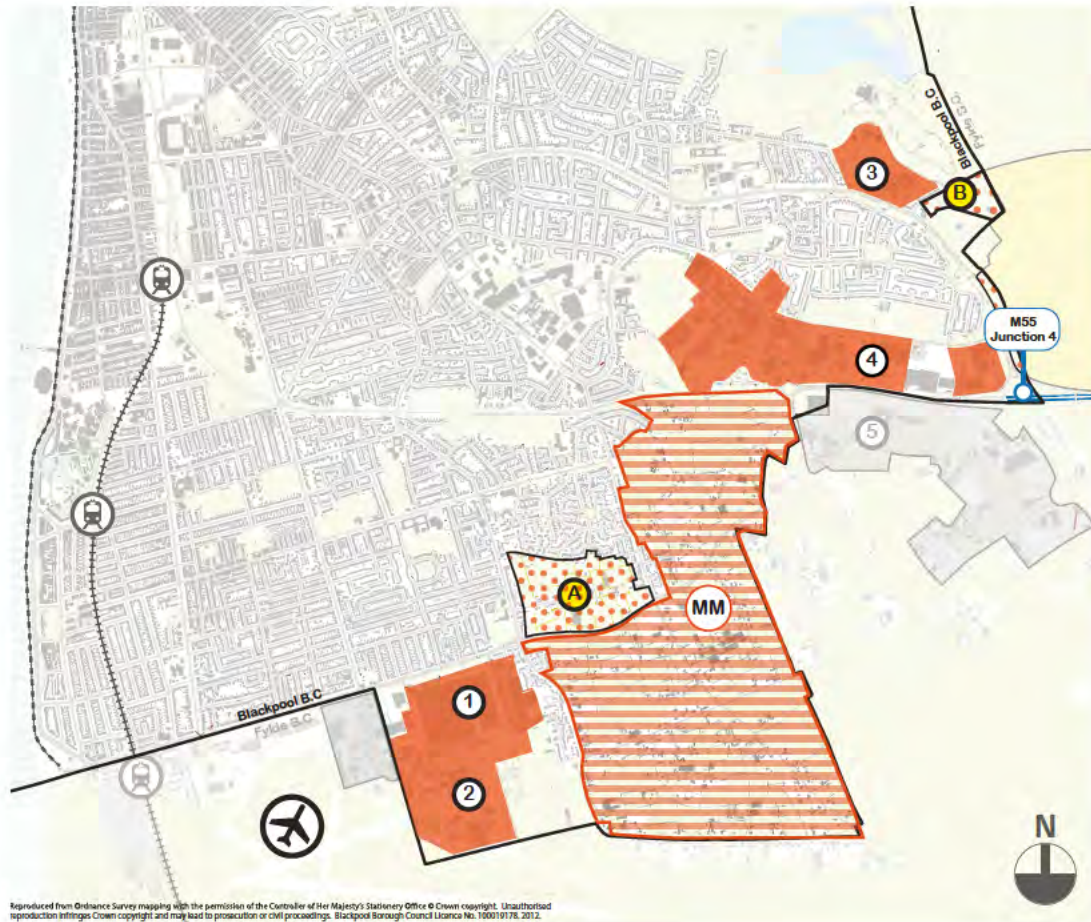 Blackpool B.C
Fylde B.C.
3
B
M55
Junction 4
4
5
A
MM
Blackpool B.C
Fylde B.C
1
2
N
Reproduced from Ordnance Survey mapping with the permission of the Controller of Her Majesty's Stationery Office © Crown copyright. Unauthorised
reproduction infringes Crown copyright and may lead to prosecution or civil proceedings. Blackpool Borough Council Licence No. 100019178. 2012.